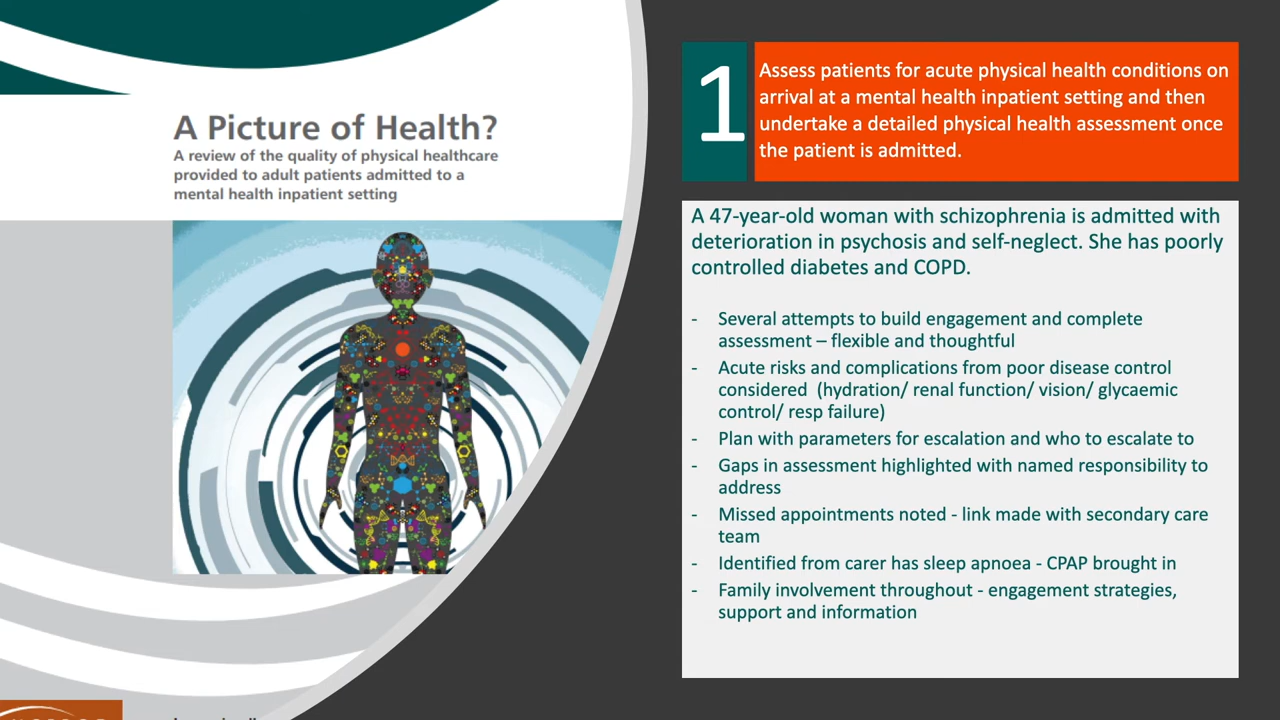 A Picture of Health?
A review of the quality of physical healthcare
provided to adult patients admitted to a
mental health inpatient setting
1
Assess patients for acute physical health conditions on
arrival at a mental health inpatient setting and then
undertake a detailed physical health assessment once
the patient is admitted.
A 47-year-old woman with schizophrenia is admitted with
deterioration in psychosis and self-neglect. She has poorly
controlled diabetes and COPD.
- Several attempts to build engagement and complete
assessment – flexible and thoughtful
- Acute risks and complications from poor disease control
considered (hydration/ renal function/ vision/ glycaemic
control/ resp failure)
- Plan with parameters for escalation and who to escalate to
- Gaps in assessment highlighted with named responsibility to
address
- Missed appointments noted - link made with secondary care
team
- Identified from carer has sleep apnoea - CPAP brought in
- Family involvement throughout - engagement strategies,
support and information